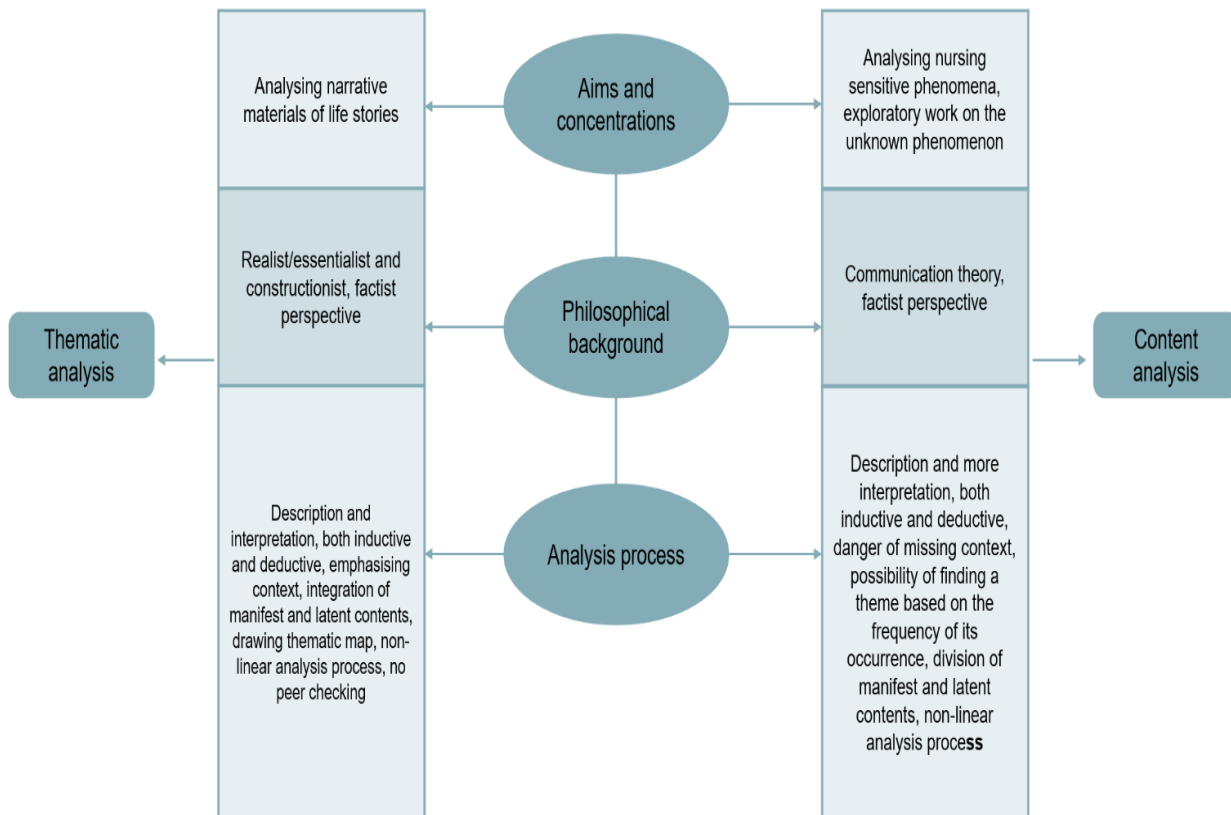 Analysing narrative
materials of life stories
Aims and
concentrations
Analysing nursing
sensitive phenomena,
exploratory work on the
unknown phenomenon
Realist/essentialist and
constructionist, factist
perspective
Philosophical
background
Communication theory,
factist perspective
Thematic
analysis
Content
analysis
Description and
interpretation, both inductive
and deductive, emphasising
context, integration of
manifest and latent contents,
drawing thematic map, non-
linear analysis process, no
peer checking
Analysis process
Description and more
interpretation, both
inductive and deductive,
danger of missing context,
possibility of finding a
theme based on the
frequency of its
occurrence, division of
manifest and latent
contents, non-linear
analysis process